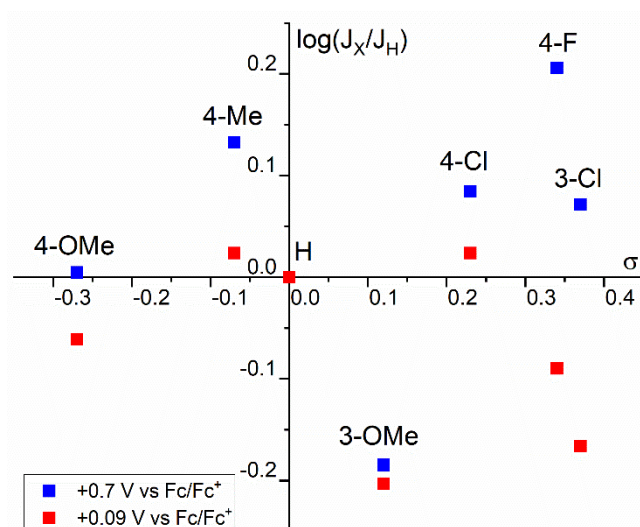 log(J_X/J_H)
4-F
0.2
4-Me
4-Cl
3-Cl
0.1
4-OMe
H
0.0
σ
-0.3
-0.2
-0.1
0.0
0.1
0.2
0.3
0.4
-0.1
3-OMe
-0.2
+0.7 V vs Fc/Fc⁺
+0.09 V vs Fc/Fc⁺